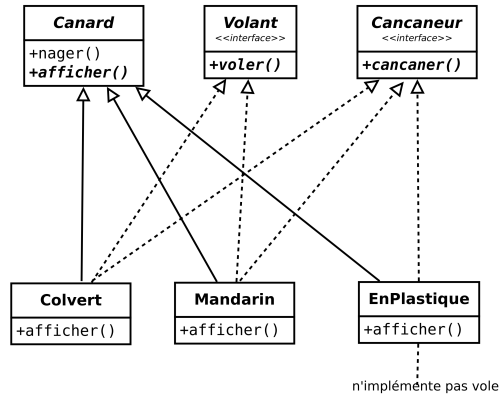 Canard
+nager()
+afficher()
Volant
<<interface>>
+voler()
Cancaneur
<<interface>>
+cancaner()
Colvert
+afficher()
Mandarin
+afficher()
EnPlastique
+afficher()
n'implémente pas vole